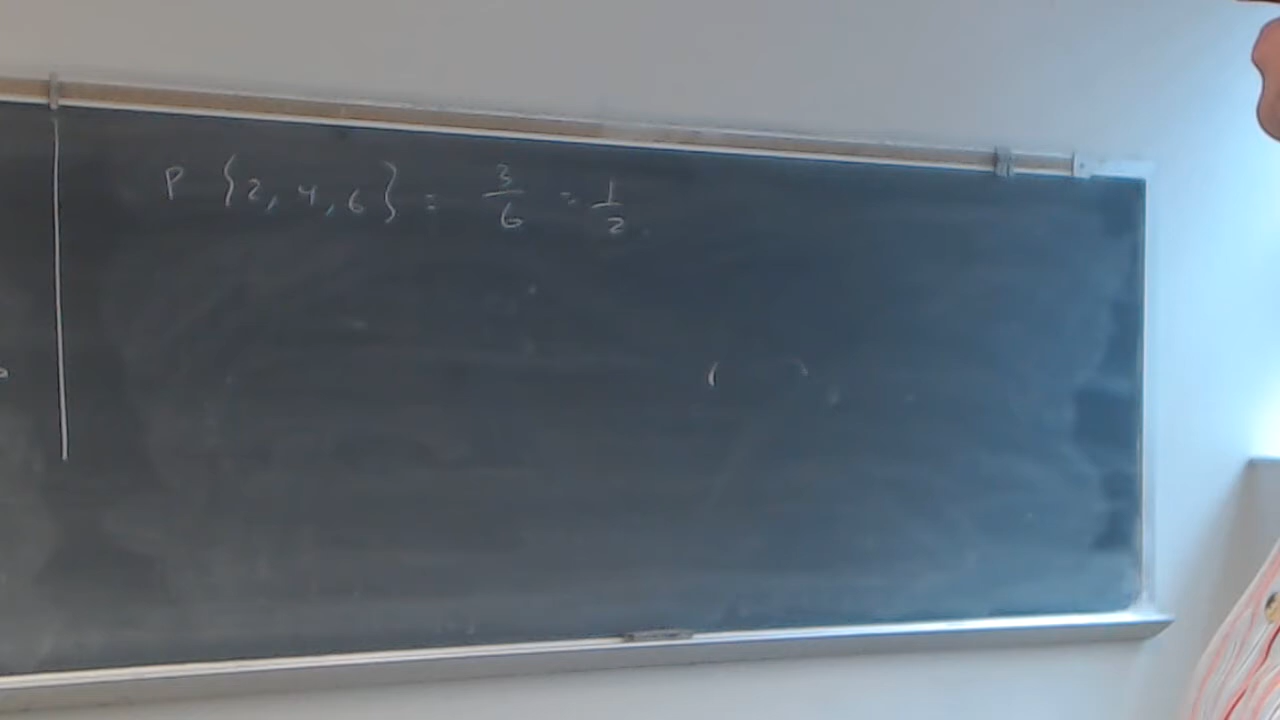 P {2, 4, 6} = 3/6 = 1/2
( )